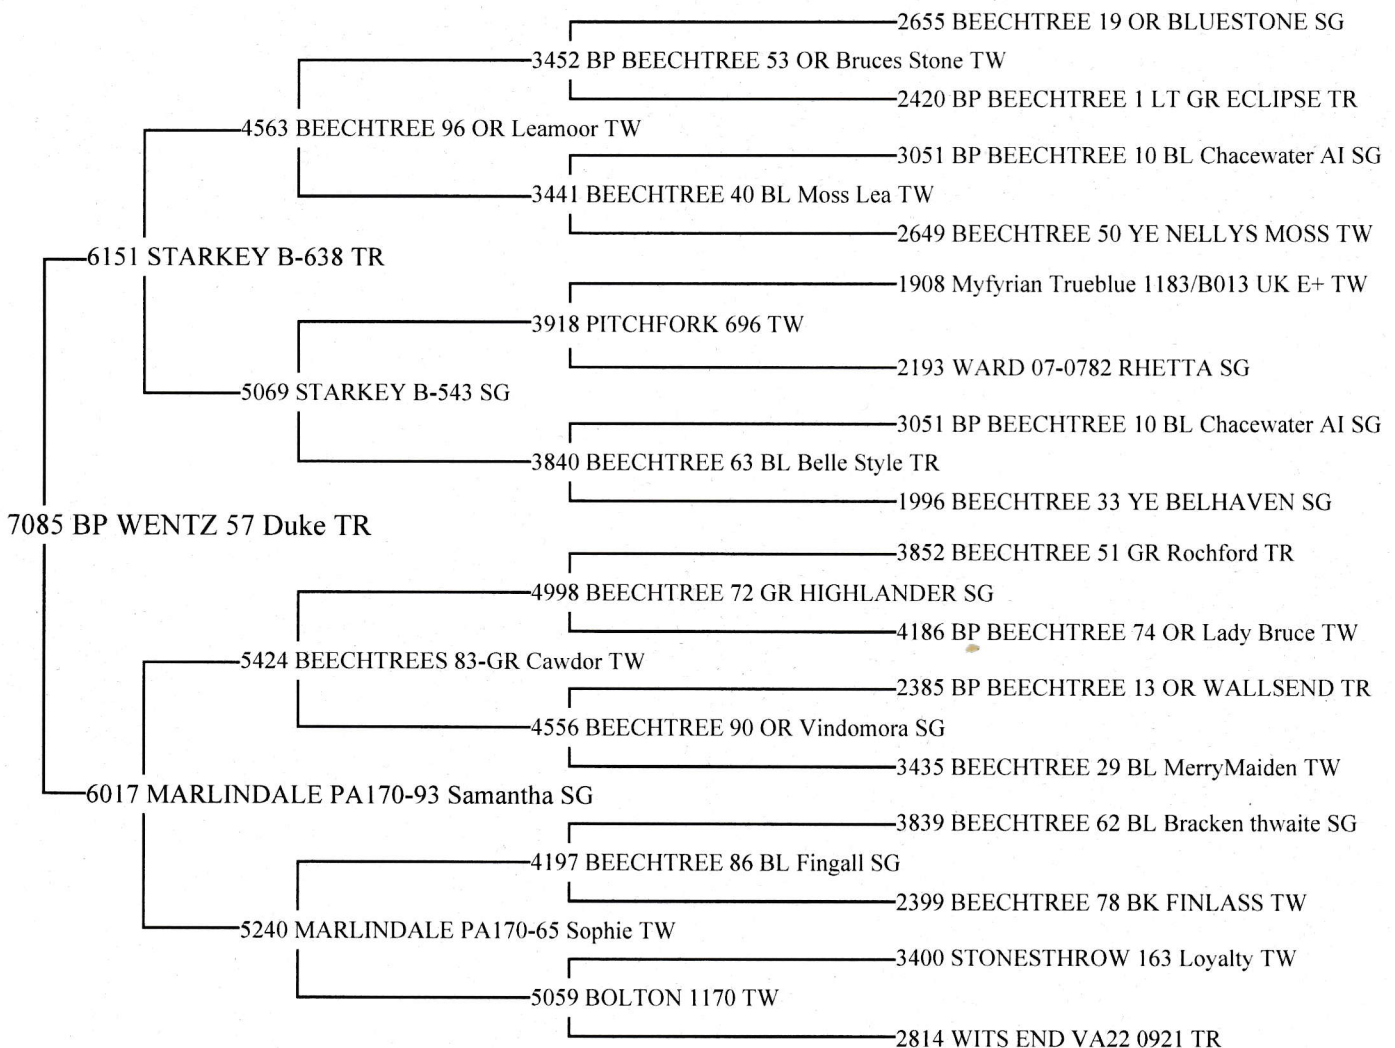 2655 BEECHTREE 19 OR BLUESTONE SG
3452 BP BEECHTREE 53 OR Bruces Stone TW
2420 BP BEECHTREE 1 LT GR ECLIPSE TR
4563 BEECHTREE 96 OR Leamoor TW
3051 BP BEECHTREE 10 BL Chacewater AI SG
3441 BEECHTREE 40 BL Moss Lea TW
2649 BEECHTREE 50 YE NELLYS MOSS TW
6151 STARKEY B-638 TR
1908 Myfyrian Trueblue 1183/B013 UK E+ TW
3918 PITCHFORK 696 TW
2193 WARD 07-0782 RHETTA SG
5069 STARKEY B-543 SG
3051 BP BEECHTREE 10 BL Chacewater AI SG
3840 BEECHTREE 63 BL Belle Style TR
1996 BEECHTREE 33 YE BELHAVEN SG
7085 BP WENTZ 57 Duke TR
3852 BEECHTREE 51 GR Rochford TR
4998 BEECHTREE 72 GR HIGHLANDER SG
4186 BP BEECHTREE 74 OR Lady Bruce TW
5424 BEECHTREES 83-GR Cawdor TW
2385 BP BEECHTREE 13 OR WALLSEND TR
4556 BEECHTREE 90 OR Vindomora SG
3435 BEECHTREE 29 BL MerryMaiden TW
6017 MARLINDALE PA170-93 Samantha SG
3839 BEECHTREE 62 BL Bracken thwaite SG
4197 BEECHTREE 86 BL Fingall SG
2399 BEECHTREE 78 BK FINLASS TW
5240 MARLINDALE PA170-65 Sophie TW
3400 STONESTHROW 163 Loyalty TW
5059 BOLTON 1170 TW
2814 WITS END VA22 0921 TR